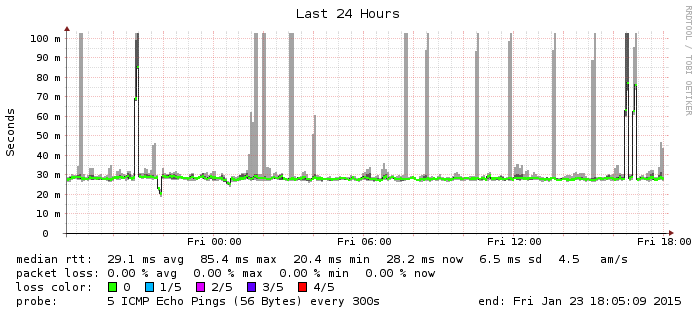 Last 24 Hours
RRDTOOL / TOBI OETIKER
Seconds
100 m
90 m
80 m
70 m
60 m
50 m
40 m
30 m
20 m
10 m
0
Fri 00:00 Fri 06:00 Fri 12:00 Fri 18:00
median rtt: 29.1 ms avg 85.4 ms max 20.4 ms min 28.2 ms now 6.5 ms sd 4.5 am/s
packet loss: 0.00 % avg 0.00 % max 0.00 % min 0.00 % now
loss color: 0 1/5 2/5 3/5 4/5
probe: 5 ICMP Echo Pings (56 Bytes) every 300s end: Fri Jan 23 18:05:09 2015